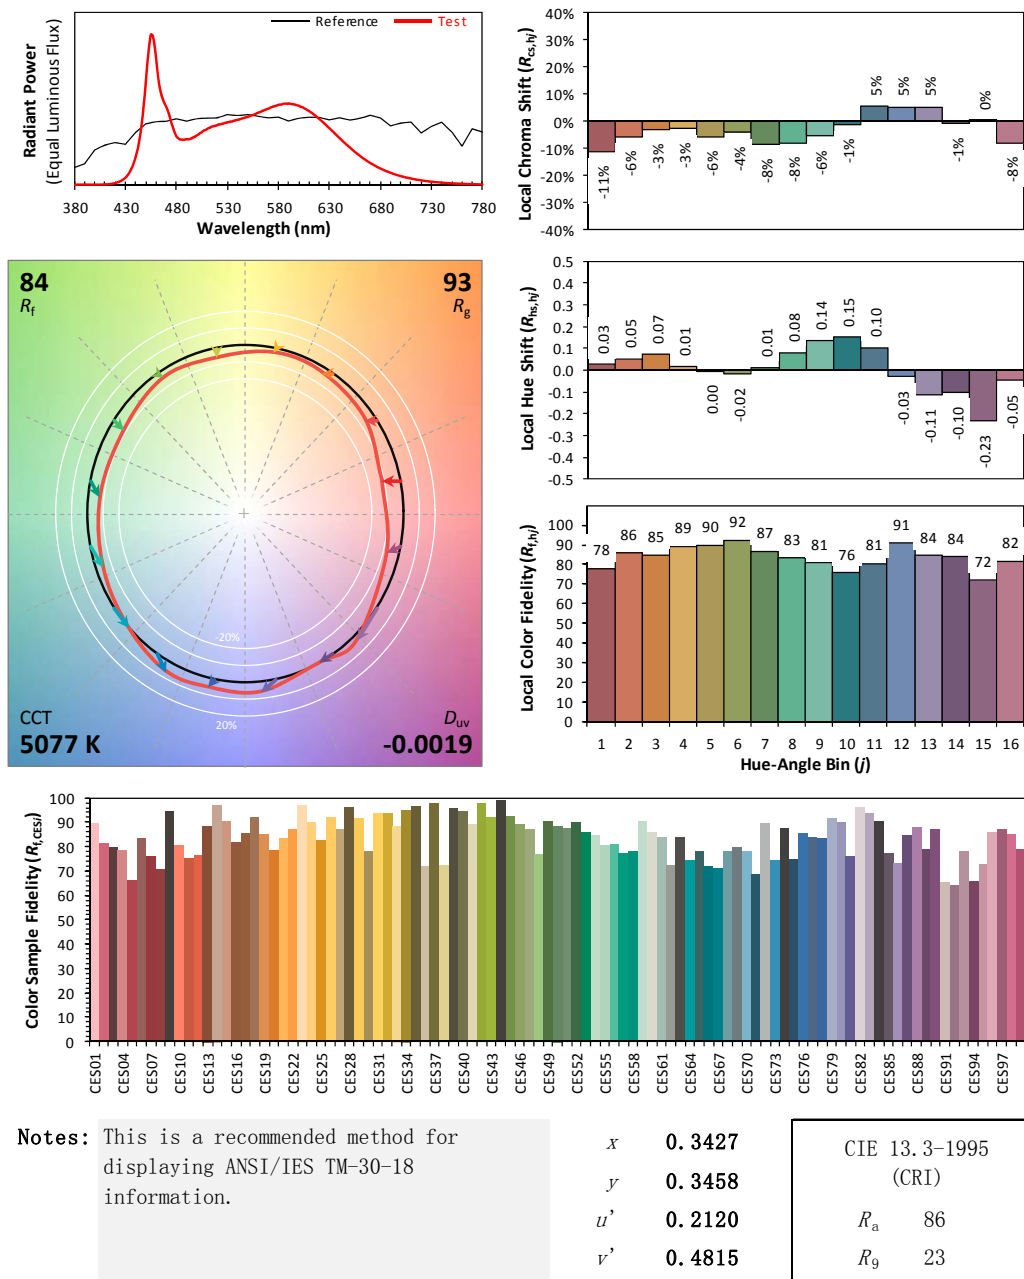 Radiant Power
(Equal Luminous Flux)
Reference
Test
380 430 480 530 580 630 680 730 780
Wavelength (nm)
Local Chroma Shift (Rcs,hj)
40%
30%
20%
10%
0%
-10%
-20%
-30%
-40%
-11% -6% -3% -3% -6% -4% -8% -8% -6% -1% 5% 5% 5% -1% 0% -8%
84
Rf
93
Rg
-20%
20%
CCT
5077 K
Duv
-0.0019
Local Hue Shift (Rhs,hj)
0.5
0.4
0.3
0.2
0.1
0.0
-0.1
-0.2
-0.3
-0.4
-0.5
0.03 0.05 0.07 0.01 0.00 -0.02 0.01 0.08 0.14 0.15 0.10 -0.03 -0.11 -0.10 -0.23 -0.05
Local Color Fidelity (Rf,hj)
100
90
80
70
60
50
40
30
20
10
0
78 86 85 89 90 92 87 83 81 76 81 91 84 84 72 82
1 2 3 4 5 6 7 8 9 10 11 12 13 14 15 16
Hue-Angle Bin (j)
Color Sample Fidelity (Rf,CESi)
100
90
80
70
60
50
40
30
20
10
0
CES01 CES04 CES07 CES10 CES13 CES16 CES19 CES22 CES25 CES28 CES31 CES34 CES37 CES40 CES43 CES46 CES49 CES52 CES55 CES58 CES61 CES64 CES67 CES70 CES73 CES76 CES79 CES82 CES85 CES88 CES91 CES94 CES97
Notes: This is a recommended method for
displaying ANSI/IES TM-30-18
information.
x 0.3427
y 0.3458
u' 0.2120
v' 0.4815
CIE 13.3-1995
(CRI)
Ra 86
R9 23